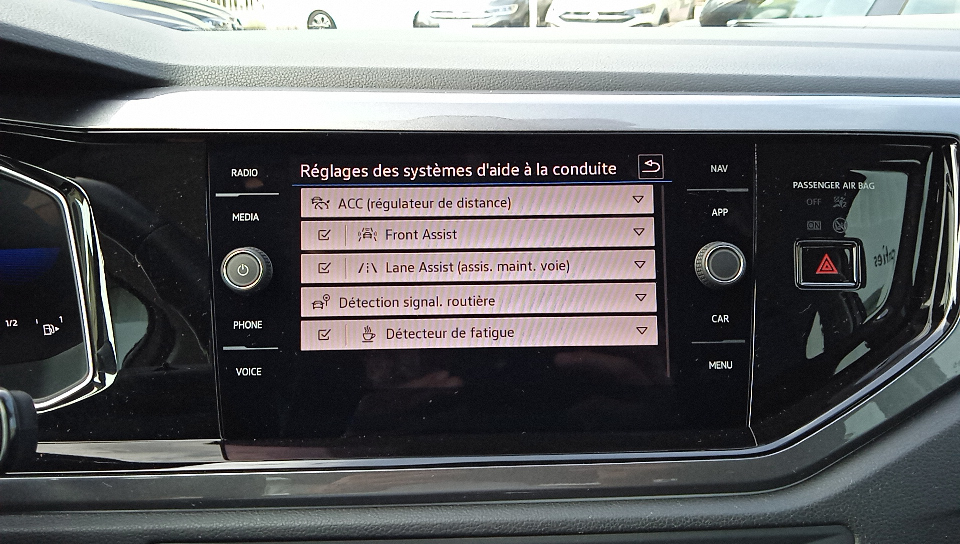 RADIO
MEDIA
PHONE
VOICE
Réglages des systèmes d'aide à la conduite
ACC (régulateur de distance)
Front Assist
Lane Assist (assis. maint. voie)
Détection signal. routière
Détecteur de fatigue
NAV
APP
CAR
MENU
PASSENGER AIR BAG
OFF
1/2
1